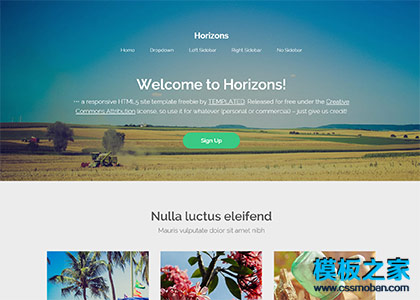 Horizons
Home Dropdown Left Sidebar Right Sidebar No Sidebar
Welcome to Horizons!
— a responsive HTML5 site template freebie by TEMPLATED. Released for free under the Creative
Commons Attribution license, so use it for whatever (personal or commercial) – just give us credit!
Sign Up
Nulla luctus eleifend
Mauris vulputate dolor sit amet nibh
模板之家
www.cssmoban.com